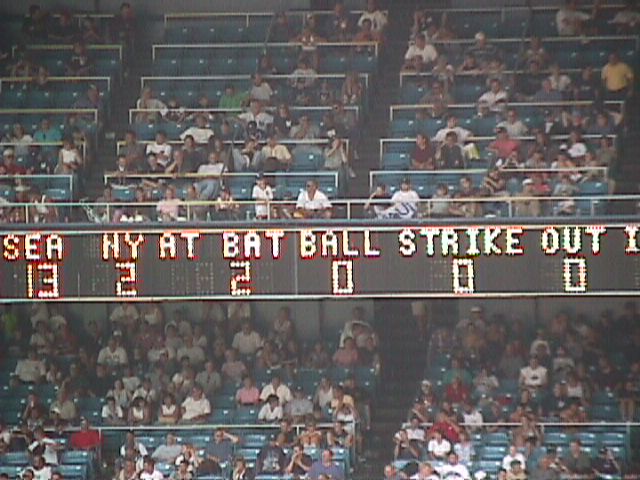 SEA NY AT BAT BALL STRIKE OUT I
13 2 2 0 0 0